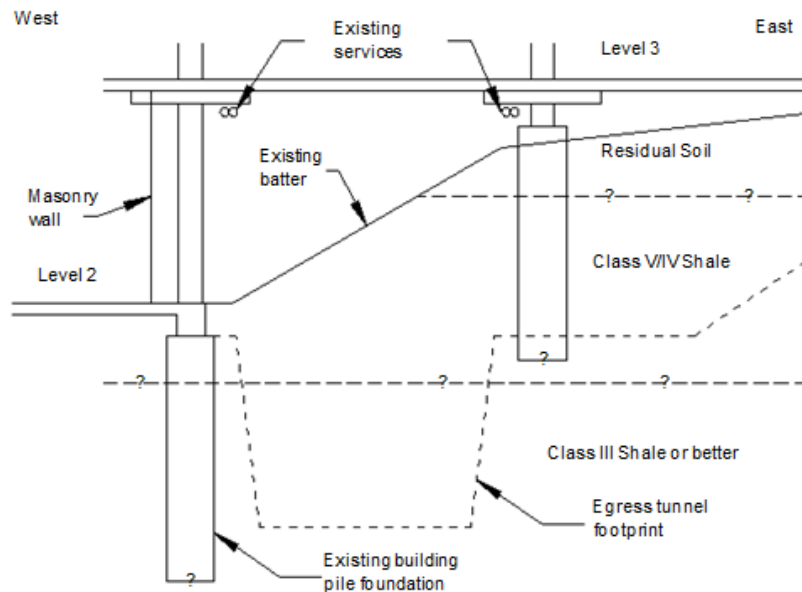 West
Existing
services
Level 3
East
Existing
batter
Residual Soil
Masonry
wall
? ?
Class V/IV Shale
Level 2
?
? ? ?
Class III Shale or better
Egress tunnel
footprint
Existing building
pile foundation
?